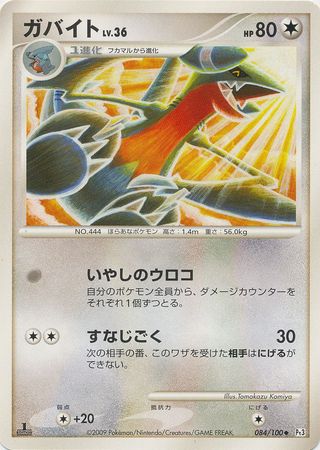 ガバイト LV.36 HP 80
1進化 フカマルから進化
NO.444 ほらあなポケモン 高さ：1.4m 重さ：56.0kg
いやしのウロコ
自分のポケモン全員から、ダメージカウンターを
それぞれ1個ずつとる。
すなじごく 30
次の相手の番、このワザを受けた相手はにげるが
できない。
Illus.Tomokazu Komiya
弱点 抵抗力 にげる
+20
1
EDITION
©2009 Pokémon/Nintendo/Creatures/GAME FREAK.
084/100 Pt3